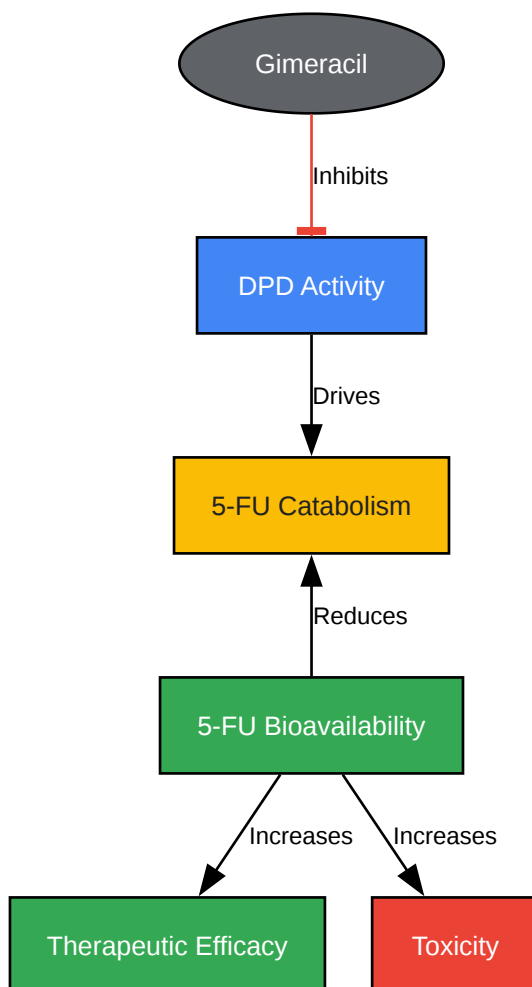 Gimeracil
Inhibits
DPD Activity
Drives
5-FU Catabolism
Reduces
5-FU Bioavailability
Increases
Increases
Therapeutic Efficacy
Toxicity